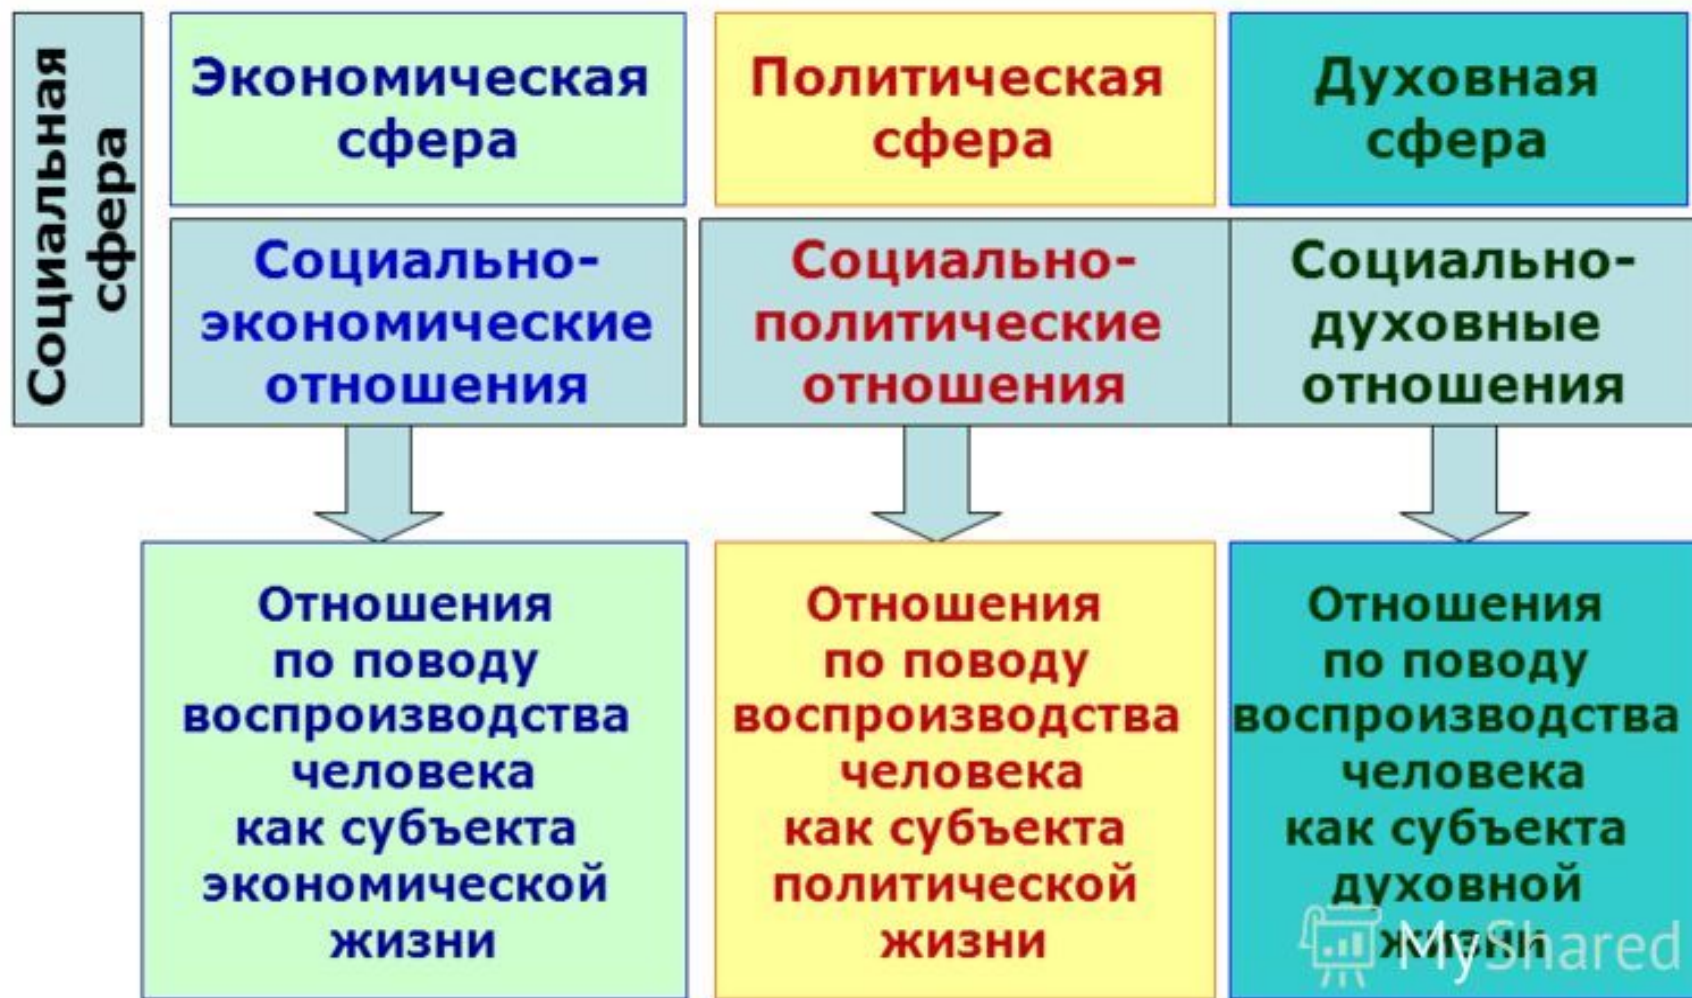 Социальная
сфера
Экономическая
сфера
Политическая
сфера
Духовная
сфера
Социально-
экономические
отношения
Социально-
политические
отношения
Социально-
духовные
отношения
Отношения
по поводу
воспроизводства
человека
как субъекта
экономической
жизни
Отношения
по поводу
воспроизводства
человека
как субъекта
политической
жизни
Отношения
по поводу
воспроизводства
человека
как субъекта
духовной
жизни
MyShared